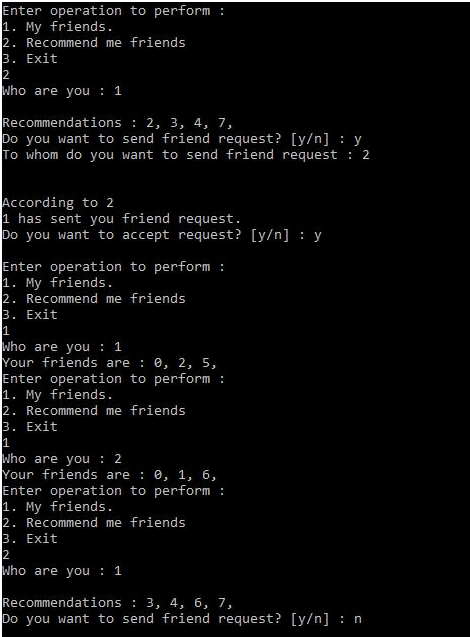 Enter operation to perform :
1. My friends.
2. Recommend me friends
3. Exit
2
Who are you : 1
Recommendations : 2, 3, 4, 7,
Do you want to send friend request? [y/n] : y
To whom do you want to send friend request : 2
According to 2
1 has sent you friend request.
Do you want to accept request? [y/n] : y
Enter operation to perform :
1. My friends.
2. Recommend me friends
3. Exit
1
Who are you : 1
Your friends are : 0, 2, 5,
Enter operation to perform :
1. My friends.
2. Recommend me friends
3. Exit
1
Who are you : 2
Your friends are : 0, 1, 6,
Enter operation to perform :
1. My friends.
2. Recommend me friends
3. Exit
2
Who are you : 1
Recommendations : 3, 4, 6, 7,
Do you want to send friend request? [y/n] : n